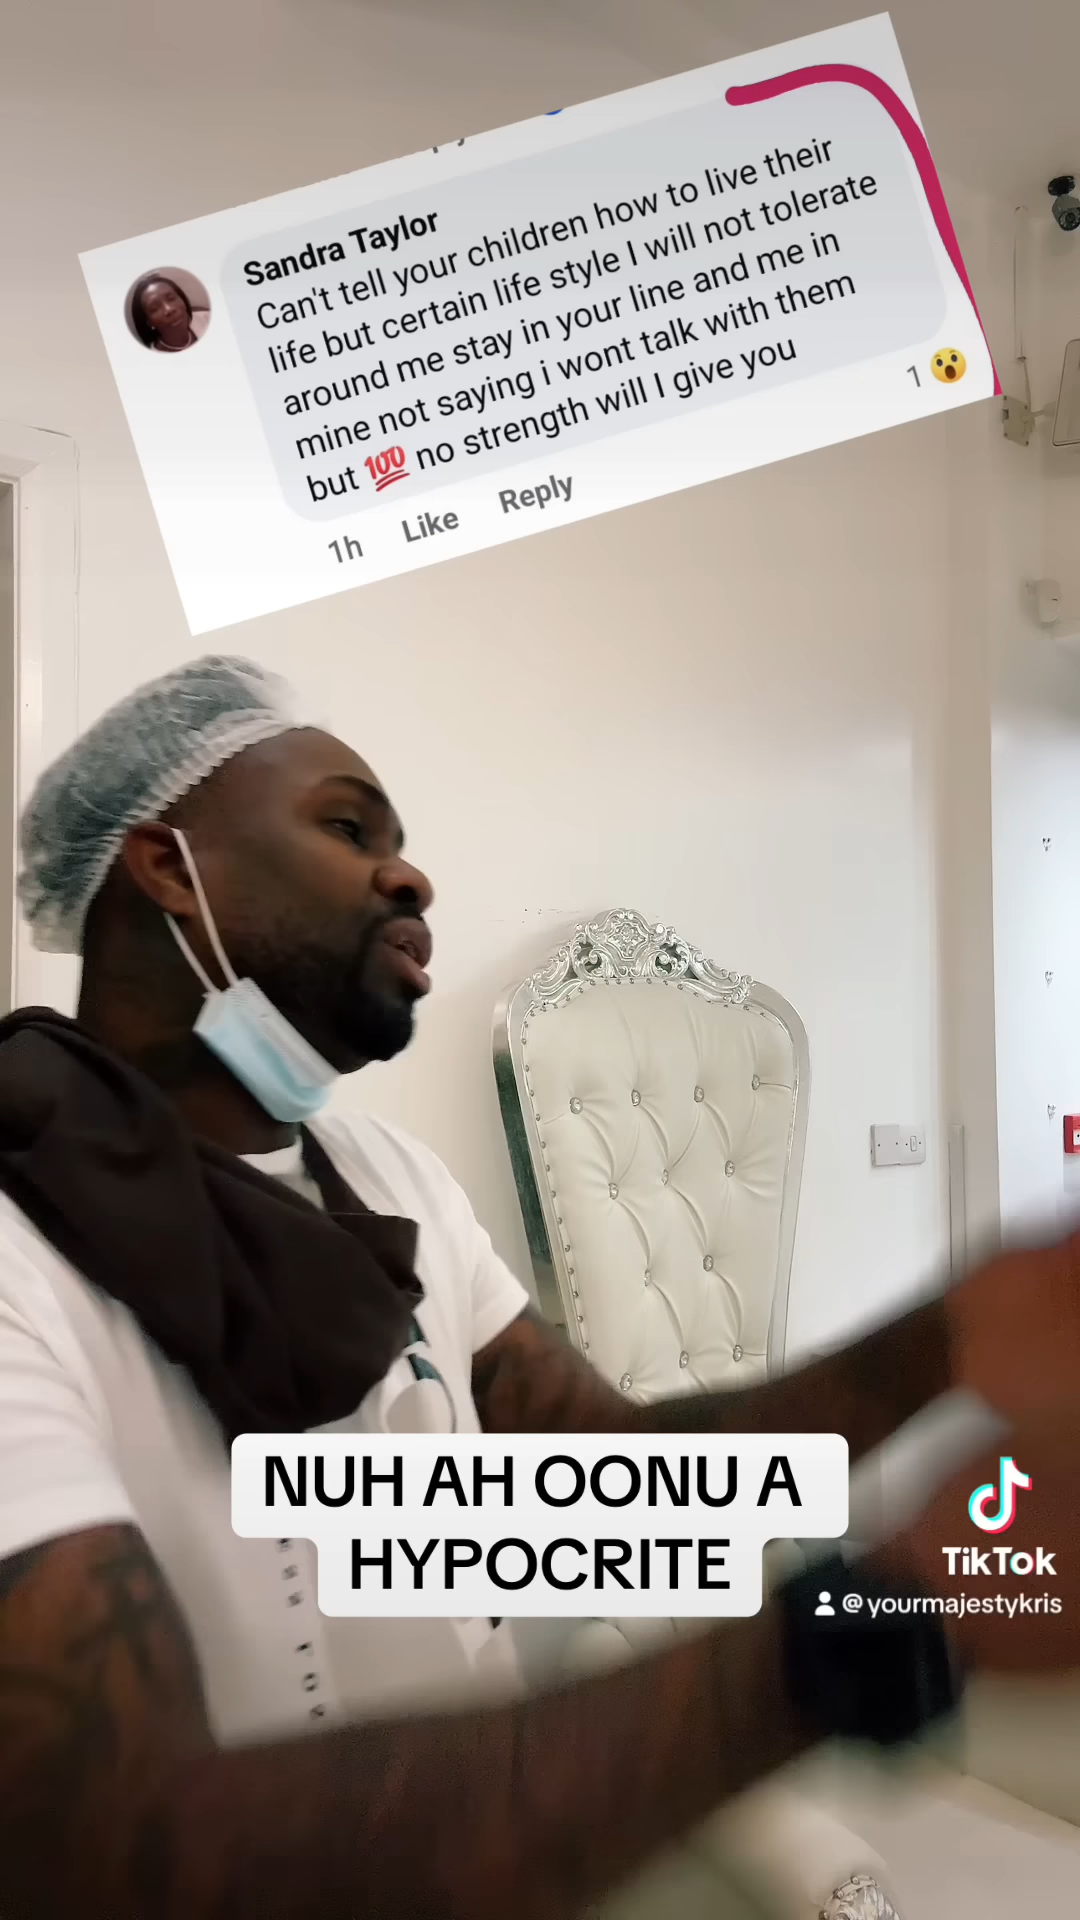 Sandra Taylor
Can't tell your children how to live their
life but certain life style I will not tolerate
around me stay in your line and me in
mine not saying i wont talk with them
but 💯 no strength will I give you
1 😮
1h Like Reply
NUH AH OONU A
HYPOCRITE
TikTok
@yourmajestykris